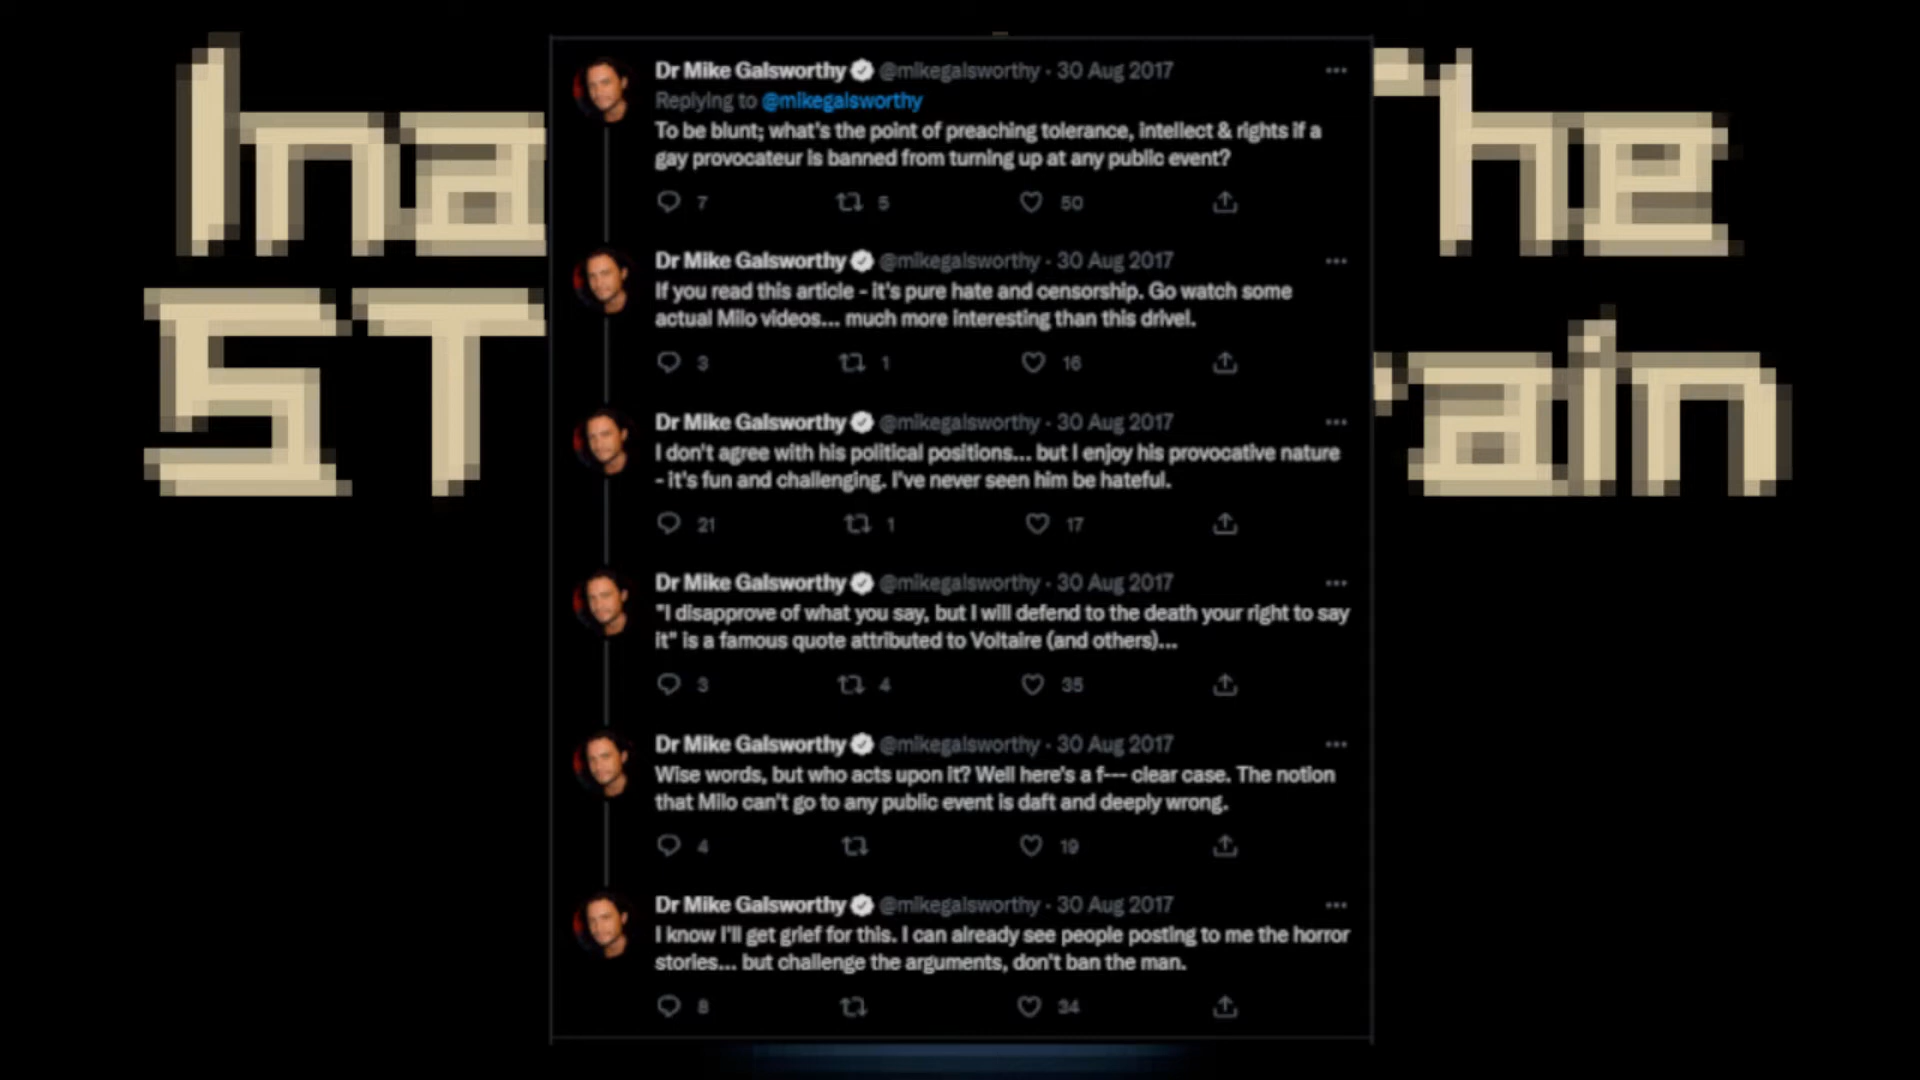 Ina
The
ST
rain
Dr Mike Galsworthy @mikegalsworthy · 30 Aug 2017
Replying to @mikegalsworthy
To be blunt; what's the point of preaching tolerance, intellect & rights if a
gay provocateur is banned from turning up at any public event?
7 5 50
Dr Mike Galsworthy @mikegalsworthy · 30 Aug 2017
If you read this article - it's pure hate and censorship. Go watch some
actual Milo videos... much more interesting than this drivel.
3 1 16
Dr Mike Galsworthy @mikegalsworthy · 30 Aug 2017
I don't agree with his political positions... but I enjoy his provocative nature
- it's fun and challenging. I've never seen him be hateful.
21 1 17
Dr Mike Galsworthy @mikegalsworthy · 30 Aug 2017
"I disapprove of what you say, but I will defend to the death your right to say
it" is a famous quote attributed to Voltaire (and others)...
3 4 35
Dr Mike Galsworthy @mikegalsworthy · 30 Aug 2017
Wise words, but who acts upon it? Well here's a f--- clear case. The notion
that Milo can't go to any public event is daft and deeply wrong.
4 19
Dr Mike Galsworthy @mikegalsworthy · 30 Aug 2017
I know I'll get grief for this. I can already see people posting to me the horror
stories... but challenge the arguments, don't ban the man.
8 34